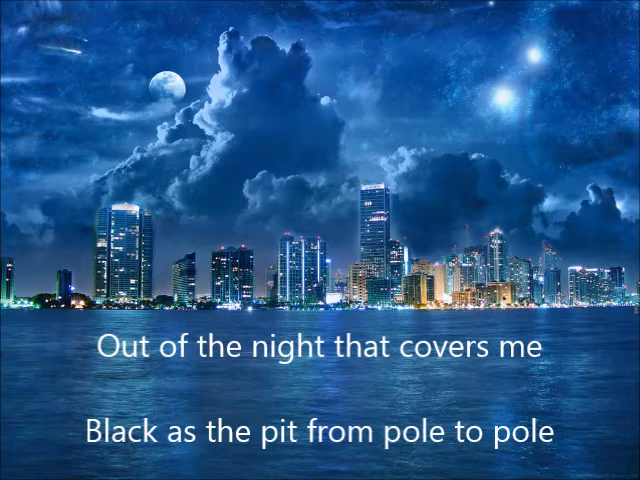 Out of the night that covers me
Black as the pit from pole to pole